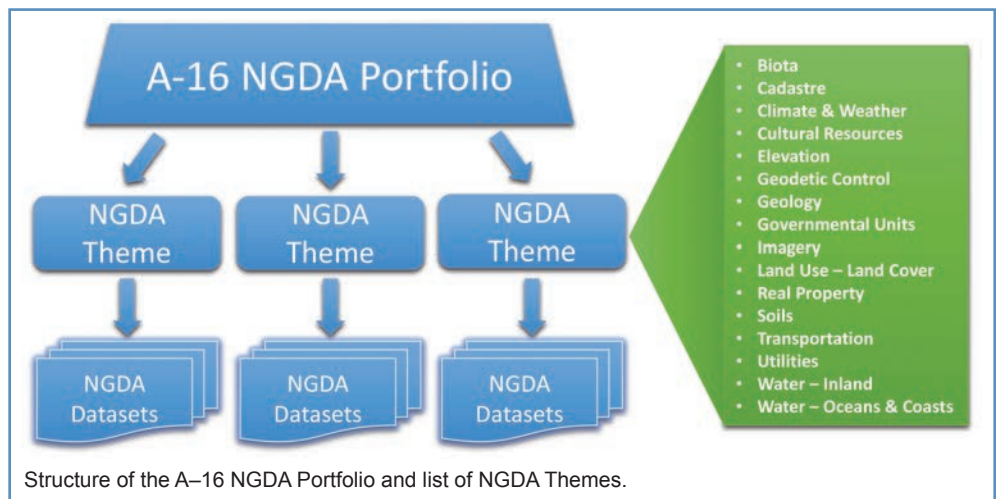 A-16 NGDA Portfolio
NGDA
Theme
NGDA
Theme
NGDA
Theme
NGDA
Datasets
NGDA
Datasets
NGDA
Datasets
• Biota
• Cadastre
• Climate & Weather
• Cultural Resources
• Elevation
• Geodetic Control
• Geology
• Governmental Units
• Imagery
• Land Use – Land Cover
• Real Property
• Soils
• Transportation
• Utilities
• Water – Inland
• Water – Oceans & Coasts
Structure of the A–16 NGDA Portfolio and list of NGDA Themes.